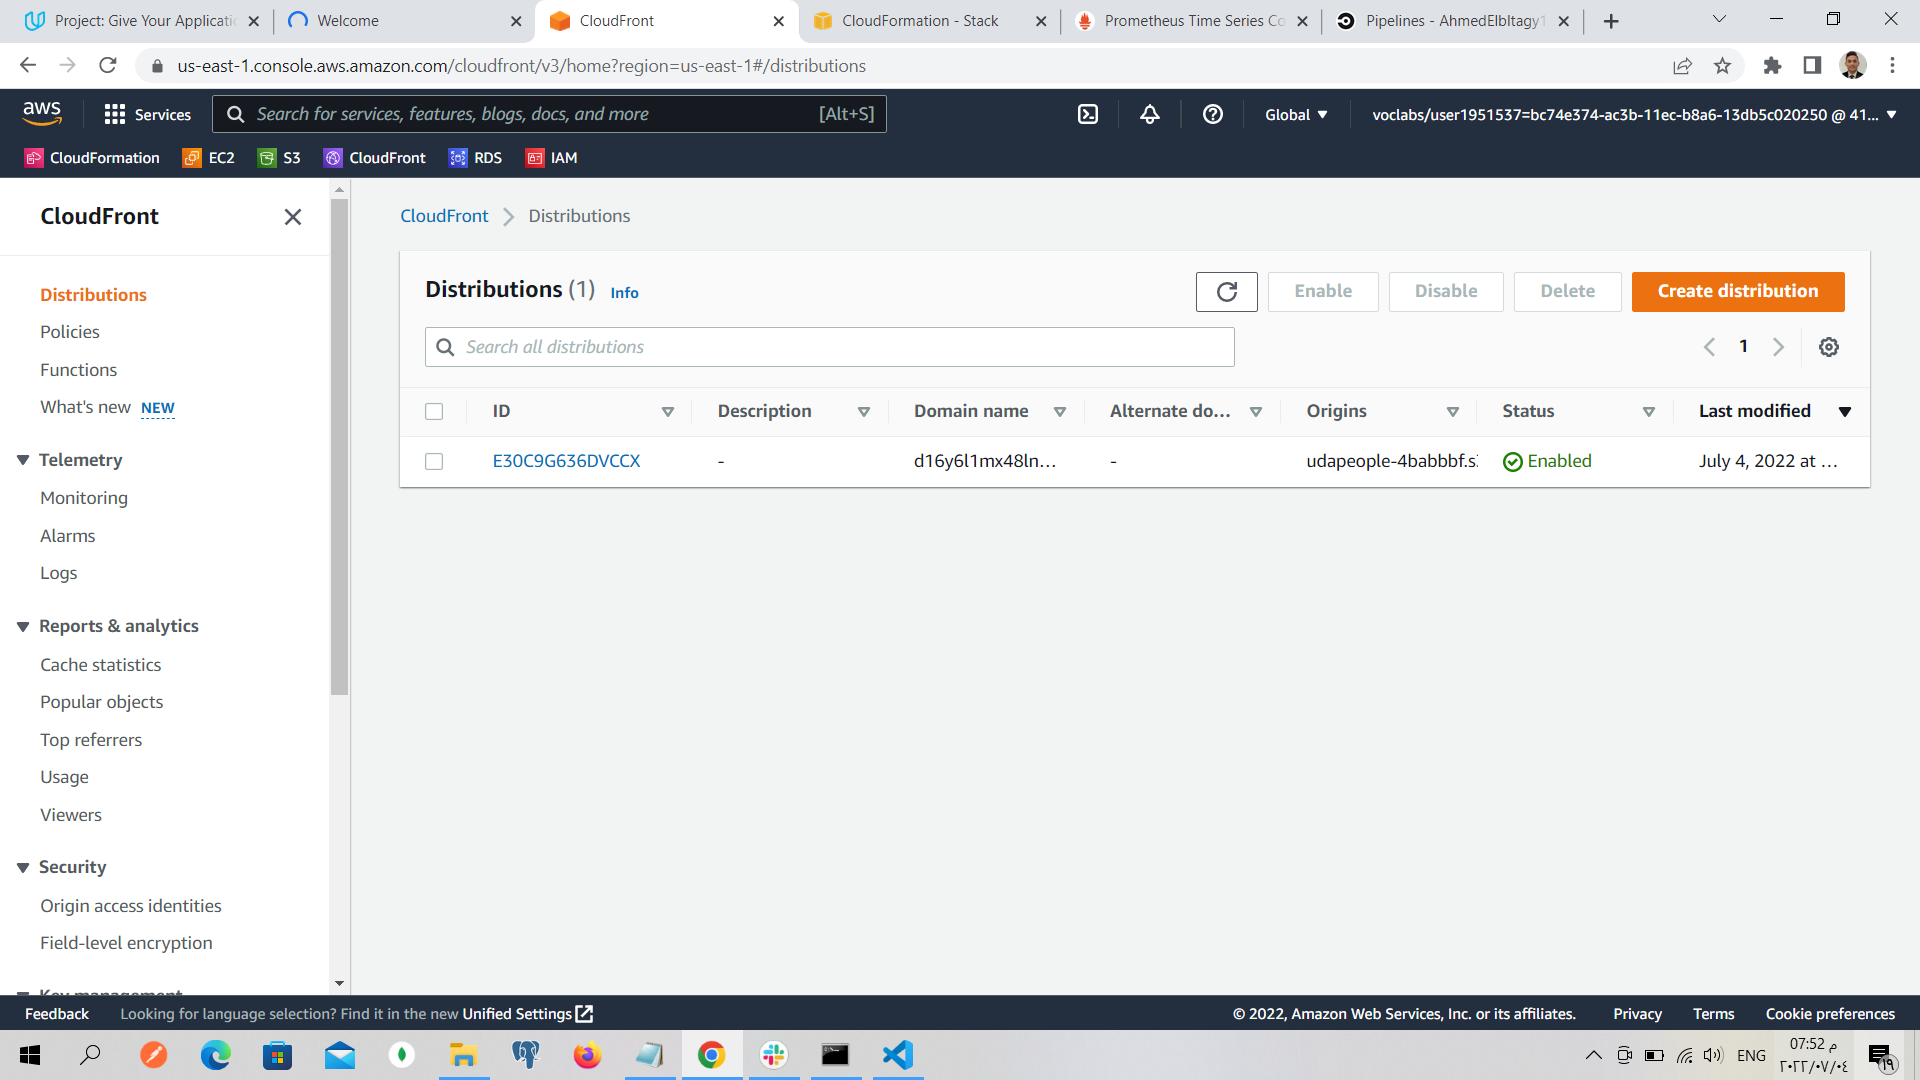 Project: Give Your Applicatio
Welcome
CloudFront
CloudFormation - Stack
Prometheus Time Series Co
Pipelines - AhmedElbltagy1
us-east-1.console.aws.amazon.com/cloudfront/v3/home?region=us-east-1#/distributions
aws
Services
Search for services, features, blogs, docs, and more
[Alt+S]
Global
voclabs/user1951537=bc74e374-ac3b-11ec-b8a6-13db5c020250 @ 41...
CloudFormation
EC2
S3
CloudFront
RDS
IAM
CloudFront
Distributions
Policies
Functions
What's new NEW
Telemetry
Monitoring
Alarms
Logs
Reports & analytics
Cache statistics
Popular objects
Top referrers
Usage
Viewers
Security
Origin access identities
Field-level encryption
Key management
CloudFront
Distributions
Distributions (1) Info
Enable
Disable
Delete
Create distribution
Search all distributions
1
ID
Description
Domain name
Alternate do...
Origins
Status
Last modified
E30C9G636DVCCX
-
d16y6l1mx48ln...
-
udapeople-4babbbf.s
Enabled
July 4, 2022 at ...
Feedback
Looking for language selection? Find it in the new Unified Settings
© 2022, Amazon Web Services, Inc. or its affiliates.
Privacy
Terms
Cookie preferences
ENG
07:52 م
٢٠٢٢/٠٧/٠٤
١٩